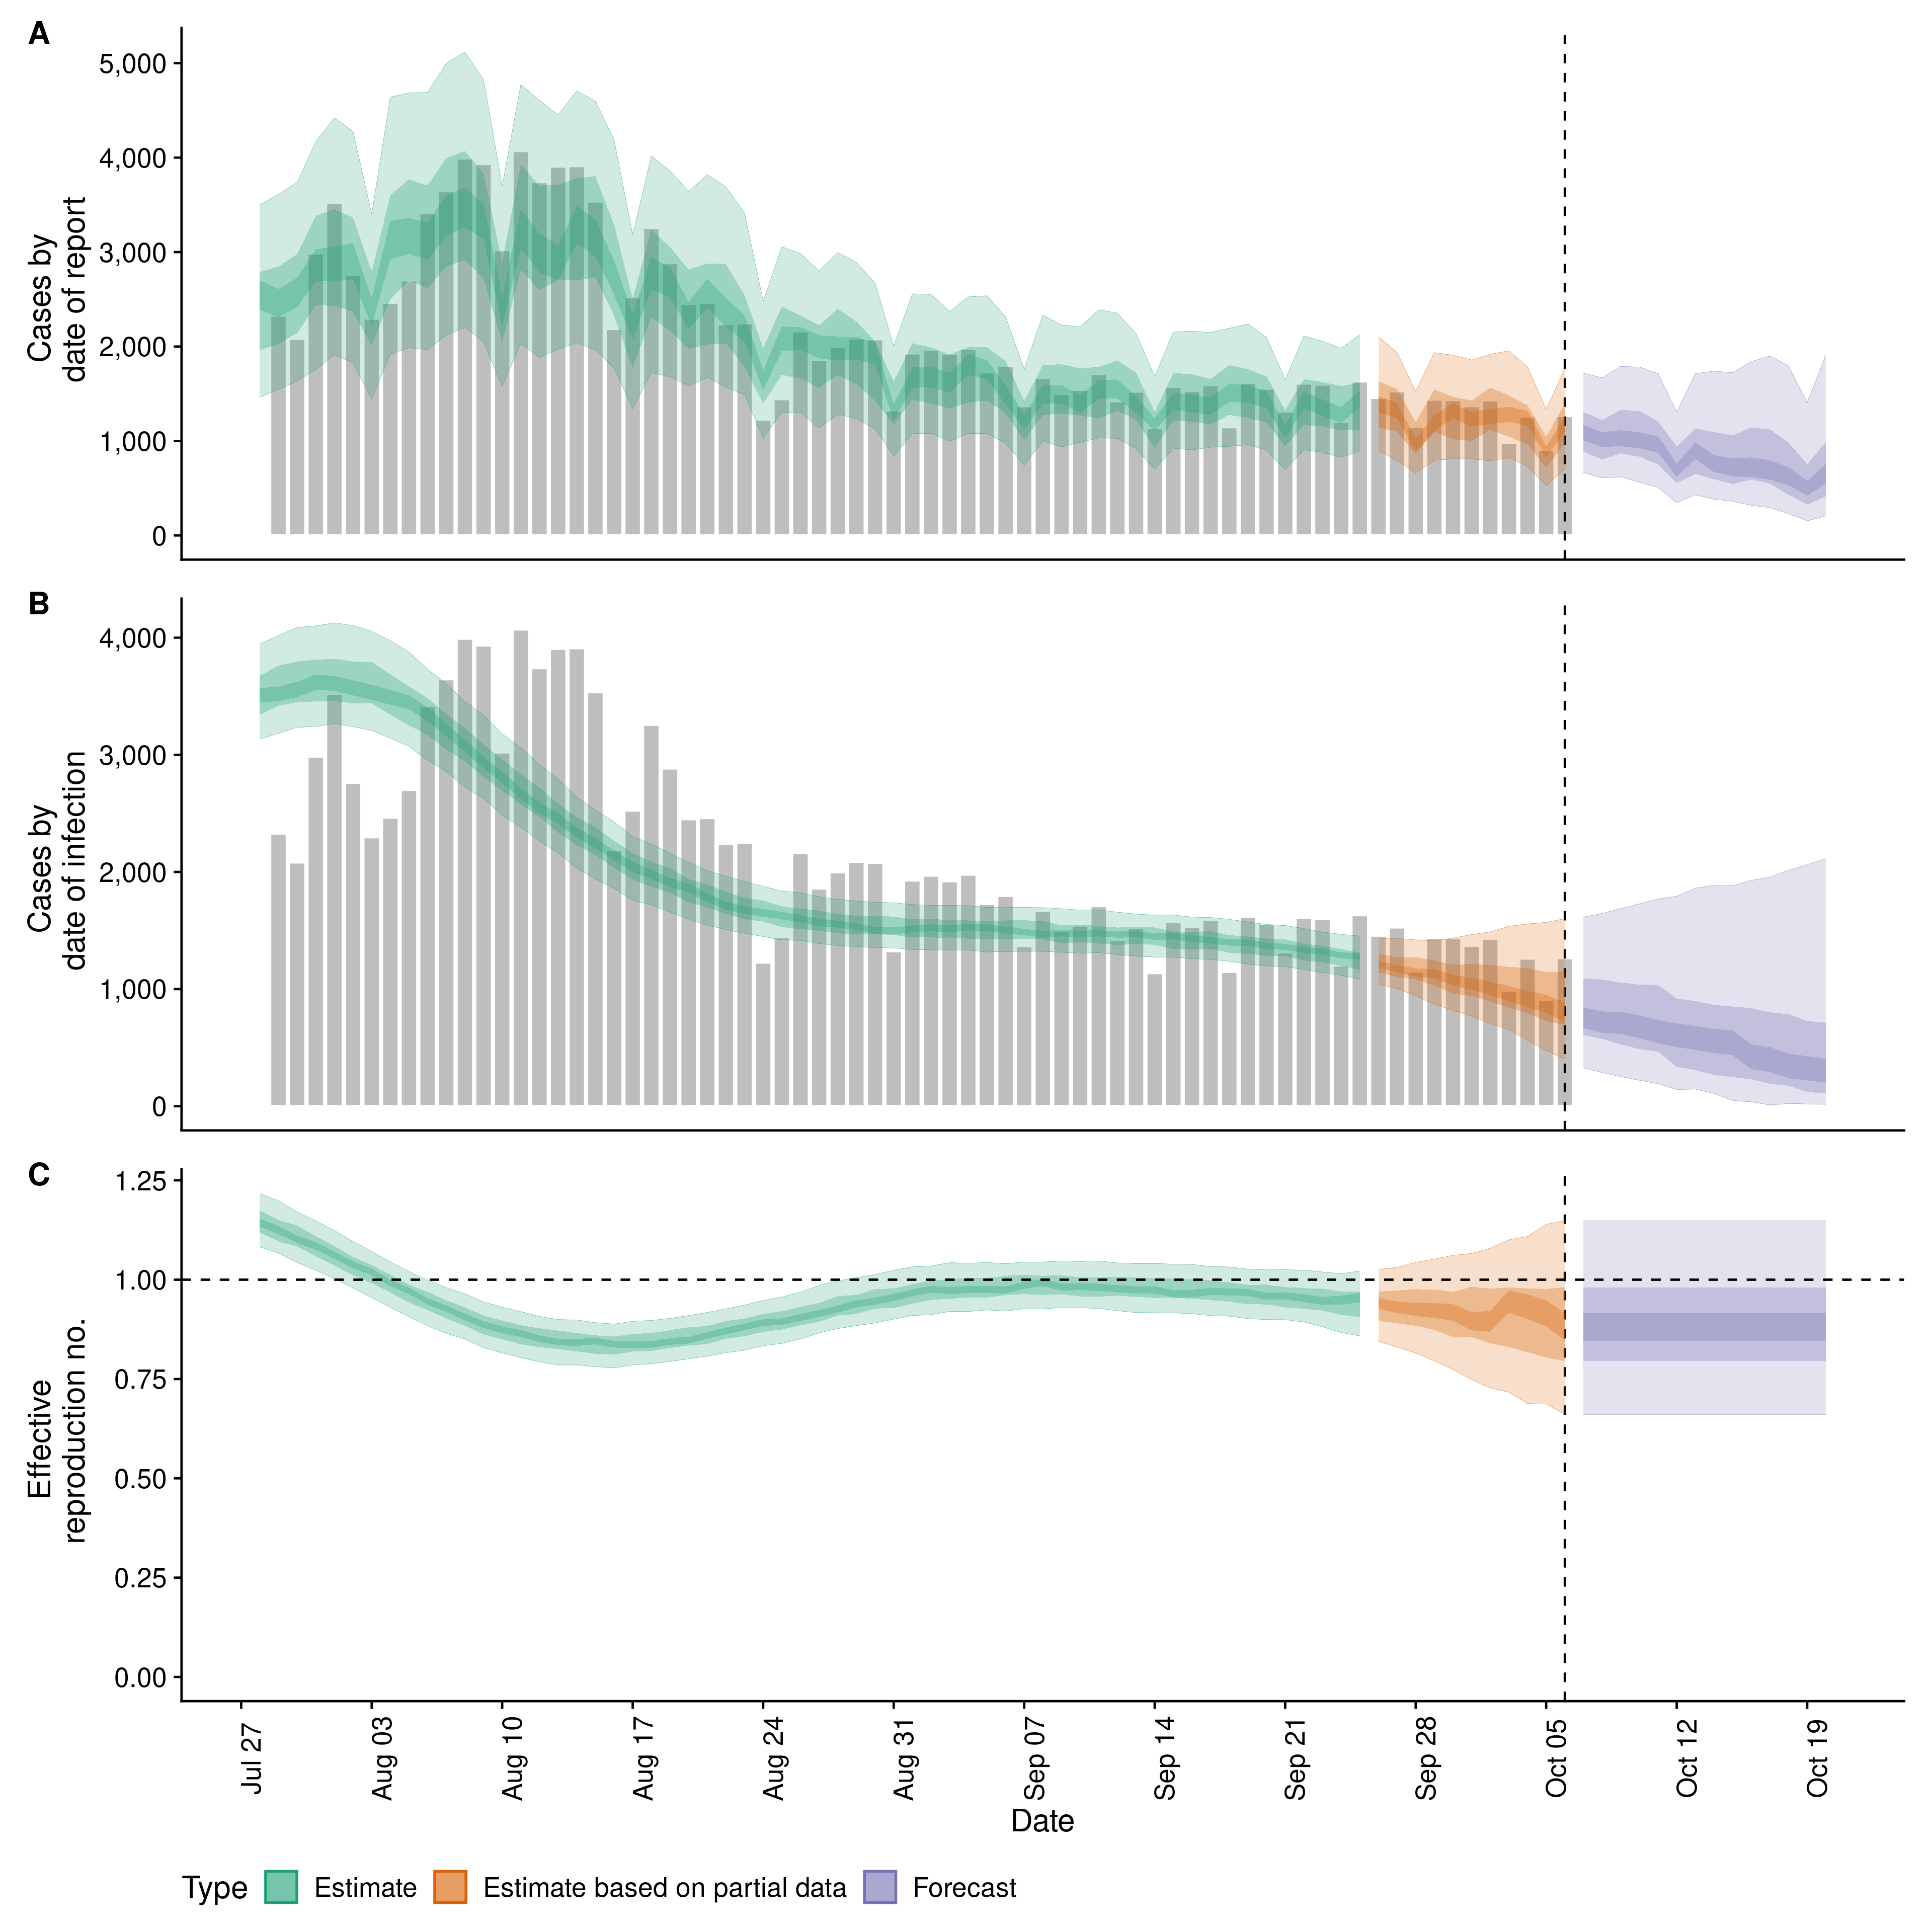 A
5,000
4,000
3,000
2,000
1,000
0
Cases by
date of report
B
4,000
3,000
2,000
1,000
0
Cases by
date of infection
C
1.25
1.00
0.75
0.50
0.25
0.00
Effective
reproduction no.
Jul 27
Aug 03
Aug 10
Aug 17
Aug 24
Aug 31
Sep 07
Sep 14
Sep 21
Sep 28
Oct 05
Oct 12
Oct 19
Date
Type Estimate Estimate based on partial data Forecast